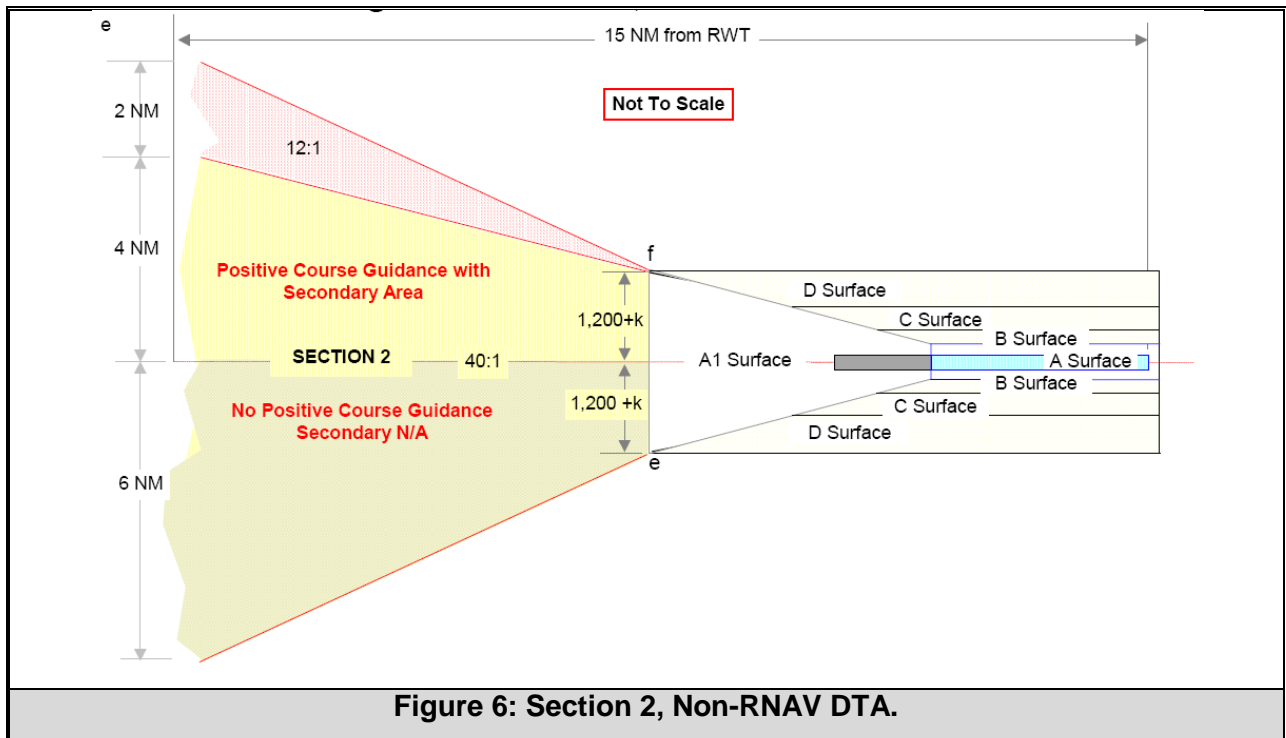 e
15 NM from RWT
2 NM
Not To Scale
12:1
4 NM
f
Positive Course Guidance with
Secondary Area
D Surface
1,200+k
C Surface
B Surface
SECTION 2
40:1
A1 Surface
A Surface
B Surface
1,200 +k
C Surface
No Positive Course Guidance
Secondary N/A
D Surface
e
6 NM
Figure 6: Section 2, Non-RNAV DTA.